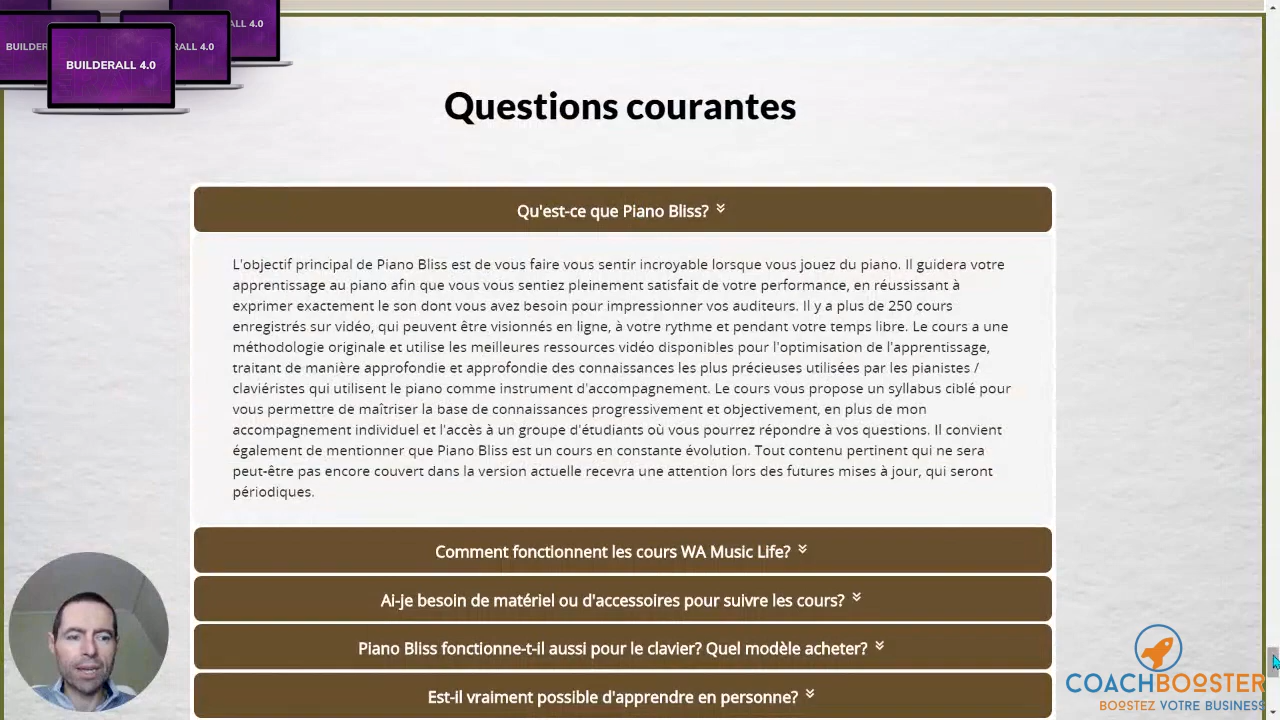 BUILDERALL 4.0
Questions courantes
Qu'est-ce que Piano Bliss?
L'objectif principal de Piano Bliss est de vous faire vous sentir incroyable lorsque vous jouez du piano. Il guidera votre
apprentissage au piano afin que vous vous sentiez pleinement satisfait de votre performance, en réussissant à
exprimer exactement le son dont vous avez besoin pour impressionner vos auditeurs. Il y a plus de 250 cours
enregistrés sur vidéo, qui peuvent être visionnés en ligne, à votre rythme et pendant votre temps libre. Le cours a une
méthodologie originale et utilise les meilleures ressources vidéo disponibles pour l'optimisation de l'apprentissage,
traitant de manière approfondie et approfondie des connaissances les plus précieuses utilisées par les pianistes /
claviéristes qui utilisent le piano comme instrument d'accompagnement. Le cours vous propose un syllabus ciblé pour
vous permettre de maîtriser la base de connaissances progressivement et objectivement, en plus de mon
accompagnement individuel et l'accès à un groupe d'étudiants où vous pourrez répondre à vos questions. Il convient
également de mentionner que Piano Bliss est un cours en constante évolution. Tout contenu pertinent qui ne sera
peut-être pas encore couvert dans la version actuelle recevra une attention lors des futures mises à jour, qui seront
périodiques.
Comment fonctionnent les cours WA Music Life?
Ai-je besoin de matériel ou d'accessoires pour suivre les cours?
Piano Bliss fonctionne-t-il aussi pour le clavier? Quel modèle acheter?
Est-il vraiment possible d'apprendre en personne?
COACHBOOSTER
BOOSTEZ VOTRE BUSINESS